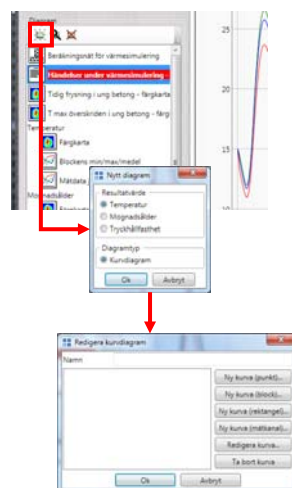 Diagram
Beräkningsnät för värmesimulering
Händelser under värmesimulering -
Tidig frysning i ung betong - färgkarta
T max överskriden i ung betong - färg
Temperatur
Färgkarta
Blockens min/max/medel
Mätdata
Mognadsålder
25
20
15
10
Nytt diagram
Resultatvärde
Temperatur
Mognadsålder
Tryckhållfasthet
Diagramtyp
Kurvdiagram
Ok
Avbryt
Redigera kurvdiagram
Namn
Ny kurva (punkt)...
Ny kurva (block)...
Ny kurva (rektangel)...
Ny kurva (mätkanal)...
Redigera kurva...
Ta bort kurva
Ok
Avbryt